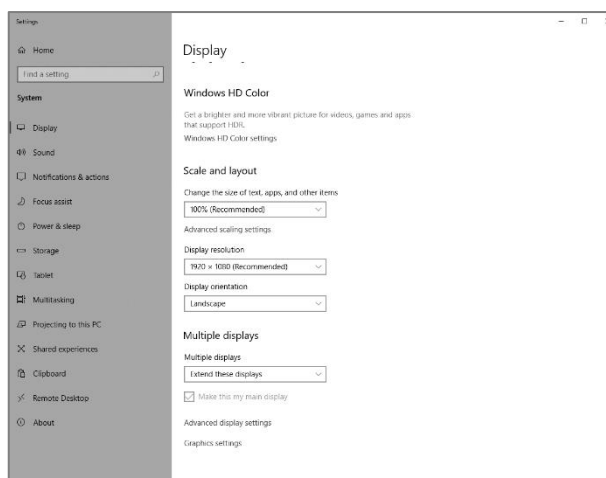 Settings
Home
Find a setting
System
Display
Sound
Notifications & actions
Focus assist
Power & sleep
Storage
Tablet
Multitasking
Projecting to this PC
Shared experiences
Clipboard
Remote Desktop
About
Display
Windows HD Color
Get a brighter and more vibrant picture for videos, games and apps
that support HDR.
Windows HD Color settings
Scale and layout
Change the size of text, apps, and other items
100% (Recommended)
Advanced scaling settings
Display resolution
1920 × 1080 (Recommended)
Display orientation
Landscape
Multiple displays
Multiple displays
Extend these displays
Make this my main display
Advanced display settings
Graphics settings